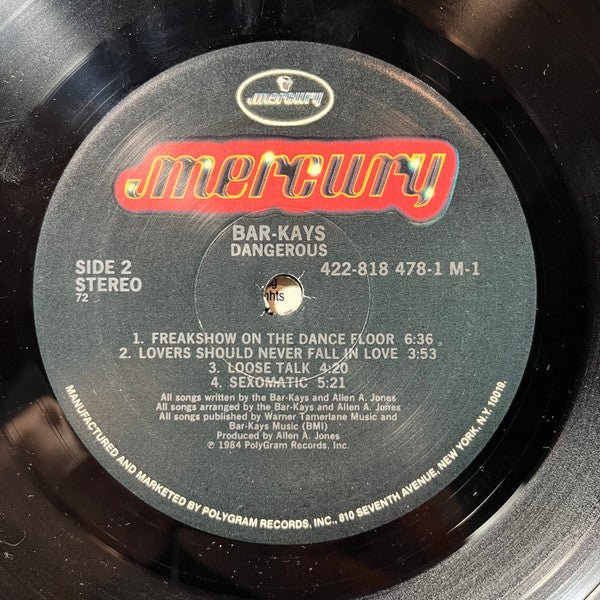 mercury
mercury
BAR-KAYS
DANGEROUS
SIDE 2
STEREO
72
422-818 478-1 M-1
1. FREAKSHOW ON THE DANCE FLOOR 6:36
2. LOVERS SHOULD NEVER FALL IN LOVE 3:53
3. LOOSE TALK 4:20
4. SEXOMATIC 5:21
All songs written by the Bar-Kays and Allen A. Jones
All songs arranged by the Bar-Kays and Allen A. Jones
All songs published by Warner Tamerlane Music and
Bar-Kays Music (BMI)
Produced by Allen A. Jones
℗ 1984 PolyGram Records, Inc.
MANUFACTURED AND MARKETED BY POLYGRAM RECORDS, INC., 810 SEVENTH AVENUE, NEW YORK, N.Y. 10019.